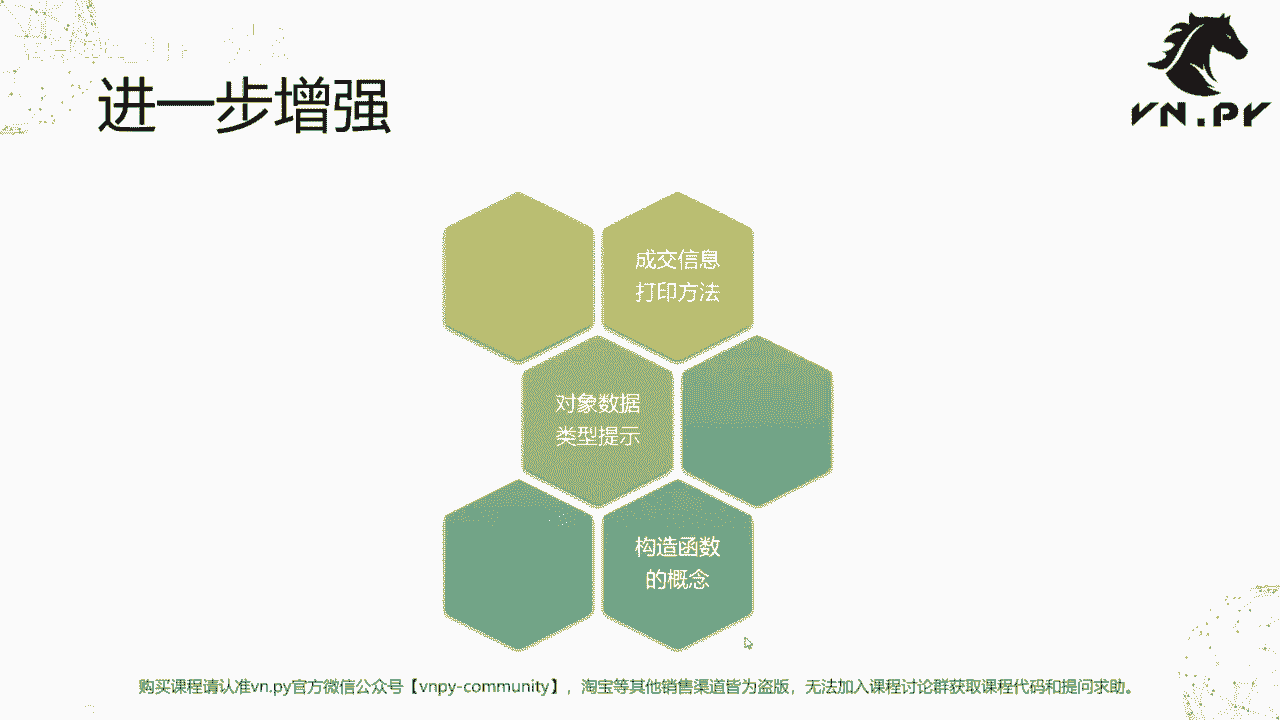 进一步增强
VN.PY
成交信息
打印方法
对象数据
类型提示
构造函数
的概念
购买课程请认准vn.py官方微信公众号【vnpy-community】，淘宝等其他销售渠道皆为盗版，无法加入课程讨论群获取课程代码和提问求助。